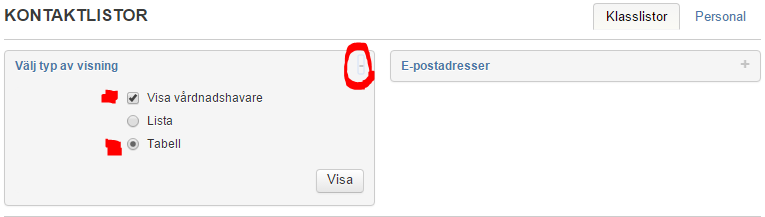 KONTAKTLISTOR
Klasslistor Personal
Välj typ av visning - E-postadresser +
Visa vårdnadshavare
Lista
Tabell
Visa